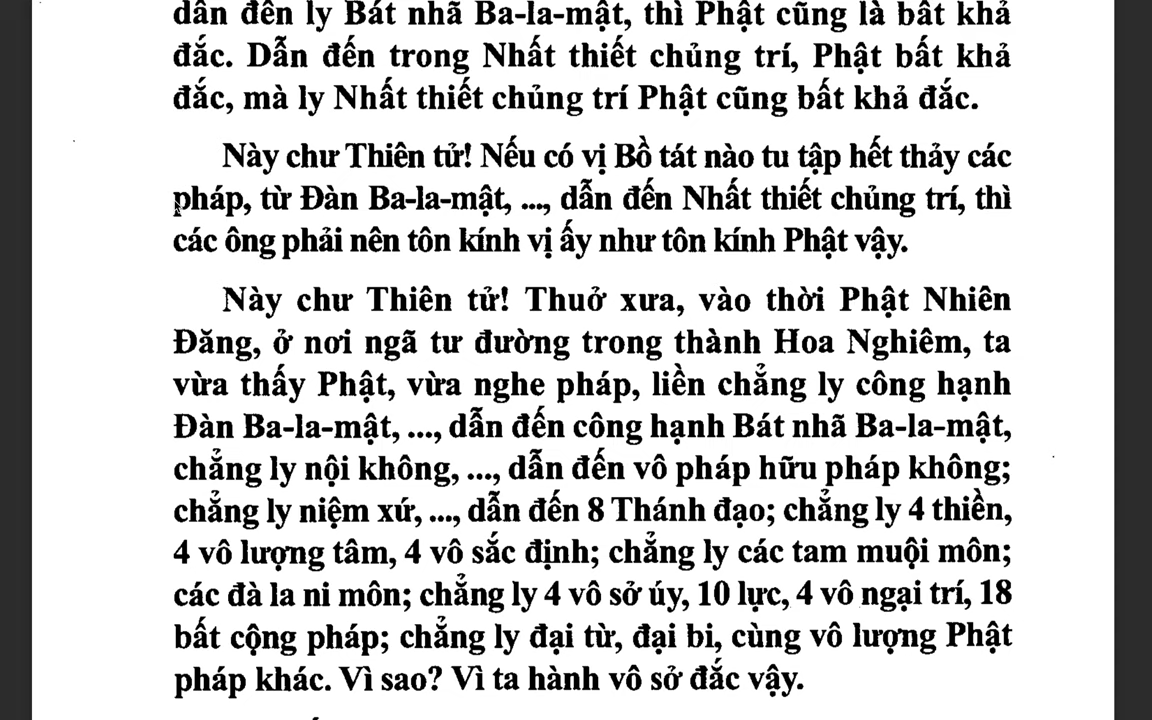 dẫn đến ly Bát nhã Ba-la-mật, thì Phật cũng là bất khả
đắc. Dẫn đến trong Nhất thiết chủng trí, Phật bất khả
đắc, mà ly Nhất thiết chủng trí Phật cũng bất khả đắc.
Này chư Thiên tử! Nếu có vị Bồ tát nào tu tập hết thảy các
pháp, từ Đàn Ba-la-mật, ..., dẫn đến Nhất thiết chủng trí, thì
các ông phải nên tôn kính vị ấy như tôn kính Phật vậy.
Này chư Thiên tử! Thuở xưa, vào thời Phật Nhiên
Đăng, ở nơi ngã tư đường trong thành Hoa Nghiêm, ta
vừa thấy Phật, vừa nghe pháp, liền chẳng ly công hạnh
Đàn Ba-la-mật, ..., dẫn đến công hạnh Bát nhã Ba-la-mật,
chẳng ly nội không, ..., dẫn đến vô pháp hữu pháp không;
chẳng ly niệm xứ, ..., dẫn đến 8 Thánh đạo; chẳng ly 4 thiền,
4 vô lượng tâm, 4 vô sắc định; chẳng ly các tam muội môn;
các đà la ni môn; chẳng ly 4 vô sở úy, 10 lực, 4 vô ngại trí, 18
bất cộng pháp; chẳng ly đại từ, đại bi, cùng vô lượng Phật
pháp khác. Vì sao? Vì ta hành vô sở đắc vậy.